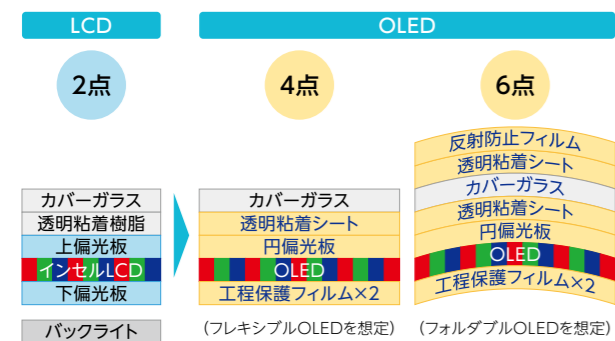 LCD
OLED
2点
4点
6点
カバーガラス
透明粘着樹脂
上偏光板
インセルLCD
下偏光板
バックライト
カバーガラス
透明粘着シート
円偏光板
OLED
工程保護フィルム×2
(フレキシブルOLEDを想定)
反射防止フィルム
透明粘着シート
カバーガラス
透明粘着シート
円偏光板
OLED
工程保護フィルム×2
(フォルダブルOLEDを想定)